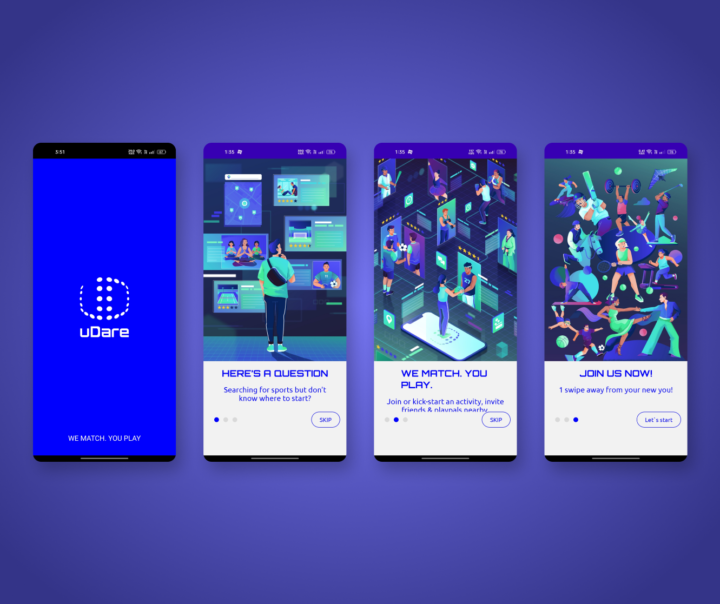 5:51
uDare
WE MATCH. YOU PLAY
1:55
HERE'S A QUESTION
Searching for sports but don't
know where to start?
SKIP
1:55
WE MATCH. YOU
PLAY.
Join or kick-start an activity, invite
friends & playpals nearby
SKIP
1:55
JOIN US NOW!
1 swipe away from your new you!
Let´s start